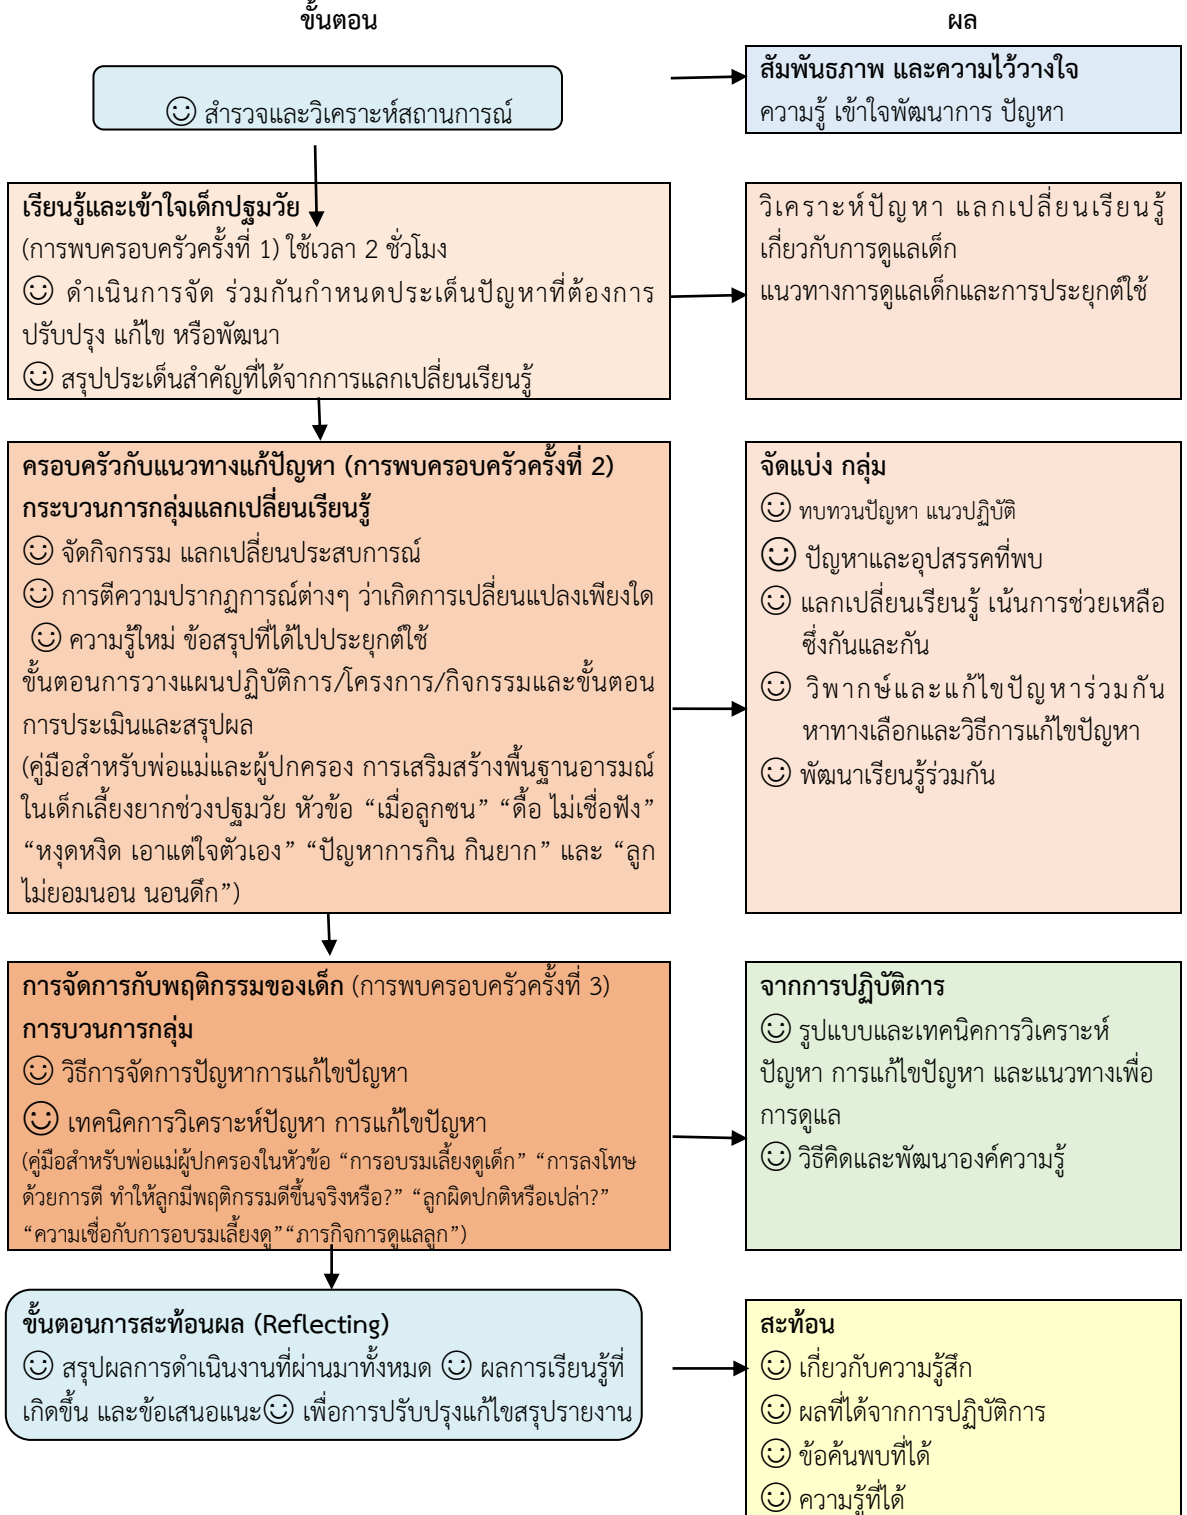 ขั้นตอน
ผล
☺ สำรวจและวิเคราะห์สถานการณ์
สัมพันธภาพ และความไว้วางใจ
ความรู้ เข้าใจพัฒนาการ ปัญหา
เรียนรู้และเข้าใจเด็กปฐมวัย
(การพบครอบครัวครั้งที่ 1) ใช้เวลา 2 ชั่วโมง
☺ ดำเนินการจัด ร่วมกันกำหนดประเด็นปัญหาที่ต้องการ
ปรับปรุง แก้ไข หรือพัฒนา
☺ สรุปประเด็นสำคัญที่ได้จากการแลกเปลี่ยนเรียนรู้
วิเคราะห์ปัญหา แลกเปลี่ยนเรียนรู้
เกี่ยวกับการดูแลเด็ก
แนวทางการดูแลเด็กและการประยุกต์ใช้
ครอบครัวกับแนวทางแก้ปัญหา (การพบครอบครัวครั้งที่ 2)
กระบวนการกลุ่มแลกเปลี่ยนเรียนรู้
☺ จัดกิจกรรม แลกเปลี่ยนประสบการณ์
☺ การตีความปรากฏการณ์ต่างๆ ว่าเกิดการเปลี่ยนแปลงเพียงใด
☺ ความรู้ใหม่ ข้อสรุปที่ได้ไปประยุกต์ใช้
ขั้นตอนการวางแผนปฏิบัติการ/โครงการ/กิจกรรมและขั้นตอน
การประเมินและสรุปผล
(คู่มือสำหรับพ่อแม่และผู้ปกครอง การเสริมสร้างพื้นฐานอารมณ์
ในเด็กเลี้ยงยากช่วงปฐมวัย หัวข้อ “เมื่อลูกซน” “ดื้อ ไม่เชื่อฟัง”
“หงุดหงิด เอาแต่ใจตัวเอง” “ปัญหาการกิน กินยาก” และ “ลูก
ไม่ยอมนอน นอนดึก”)
จัดแบ่ง กลุ่ม
☺ ทบทวนปัญหา แนวปฏิบัติ
☺ ปัญหาและอุปสรรคที่พบ
☺ แลกเปลี่ยนเรียนรู้ เน้นการช่วยเหลือ
ซึ่งกันและกัน
☺ วิพากษ์และแก้ไขปัญหาร่วมกัน
หาทางเลือกและวิธีการแก้ไขปัญหา
☺ พัฒนาเรียนรู้ร่วมกัน
การจัดการกับพฤติกรรมของเด็ก (การพบครอบครัวครั้งที่ 3)
การบวนการกลุ่ม
☺ วิธีการจัดการปัญหาการแก้ไขปัญหา
☺ เทคนิคการวิเคราะห์ปัญหา การแก้ไขปัญหา
(คู่มือสำหรับพ่อแม่ผู้ปกครองในหัวข้อ “การอบรมเลี้ยงดูเด็ก” “การลงโทษ
ด้วยการตี ทำให้ลูกมีพฤติกรรมดีขึ้นจริงหรือ?” “ลูกผิดปกติหรือเปล่า?”
“ความเชื่อกับการอบรมเลี้ยงดู”“ภารกิจการดูแลลูก”)
จากการปฏิบัติการ
☺ รูปแบบและเทคนิคการวิเคราะห์
ปัญหา การแก้ไขปัญหา และแนวทางเพื่อ
การดูแล
☺ วิธีคิดและพัฒนาองค์ความรู้
ขั้นตอนการสะท้อนผล (Reflecting)
☺ สรุปผลการดำเนินงานที่ผ่านมาทั้งหมด ☺ ผลการเรียนรู้ที่
เกิดขึ้น และข้อเสนอแนะ☺ เพื่อการปรับปรุงแก้ไขสรุปรายงาน
สะท้อน
☺ เกี่ยวกับความรู้สึก
☺ ผลที่ได้จากการปฏิบัติการ
☺ ข้อค้นพบที่ได้
☺ ความรู้ที่ได้